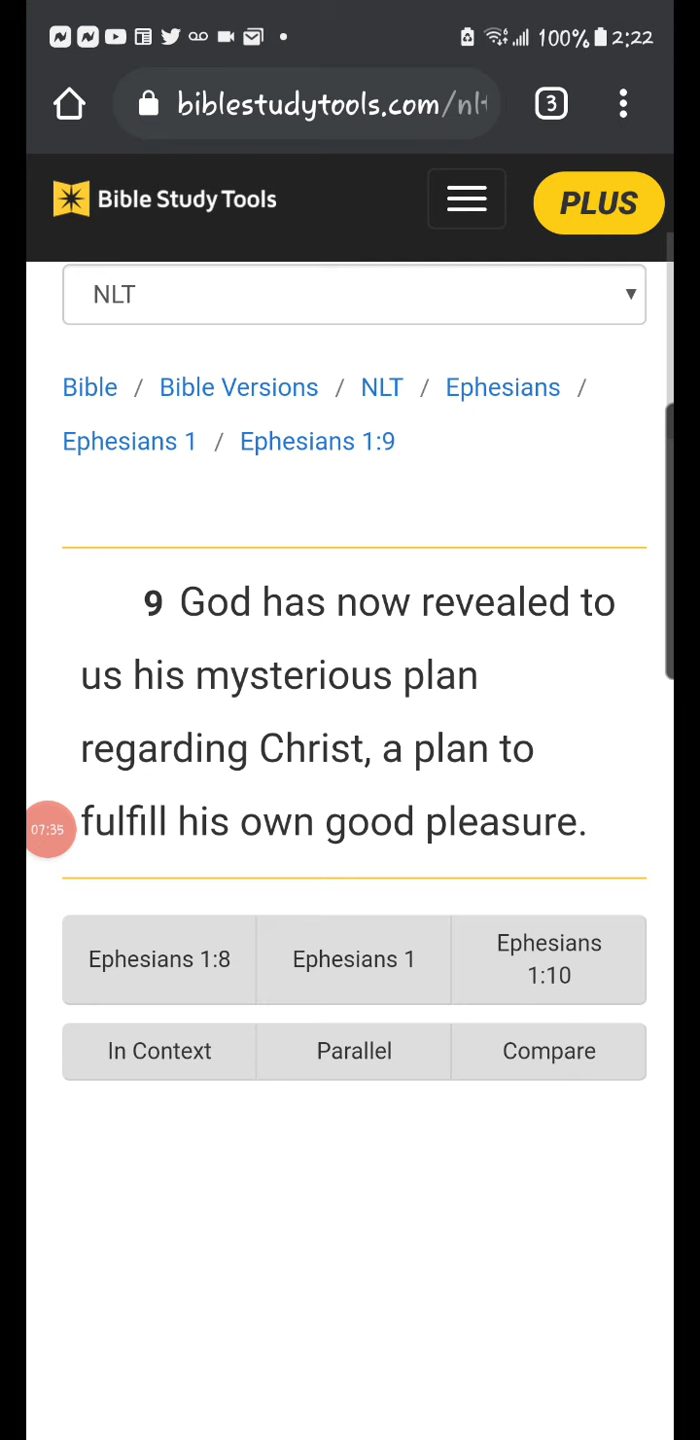 100% 2:22
biblestudytools.com/nl
3
Bible Study Tools
PLUS
NLT
Bible / Bible Versions / NLT / Ephesians /
Ephesians 1 / Ephesians 1:9
9 God has now revealed to
us his mysterious plan
regarding Christ, a plan to
07:35
fulfill his own good pleasure.
Ephesians 1:8
Ephesians 1
Ephesians
1:10
In Context
Parallel
Compare